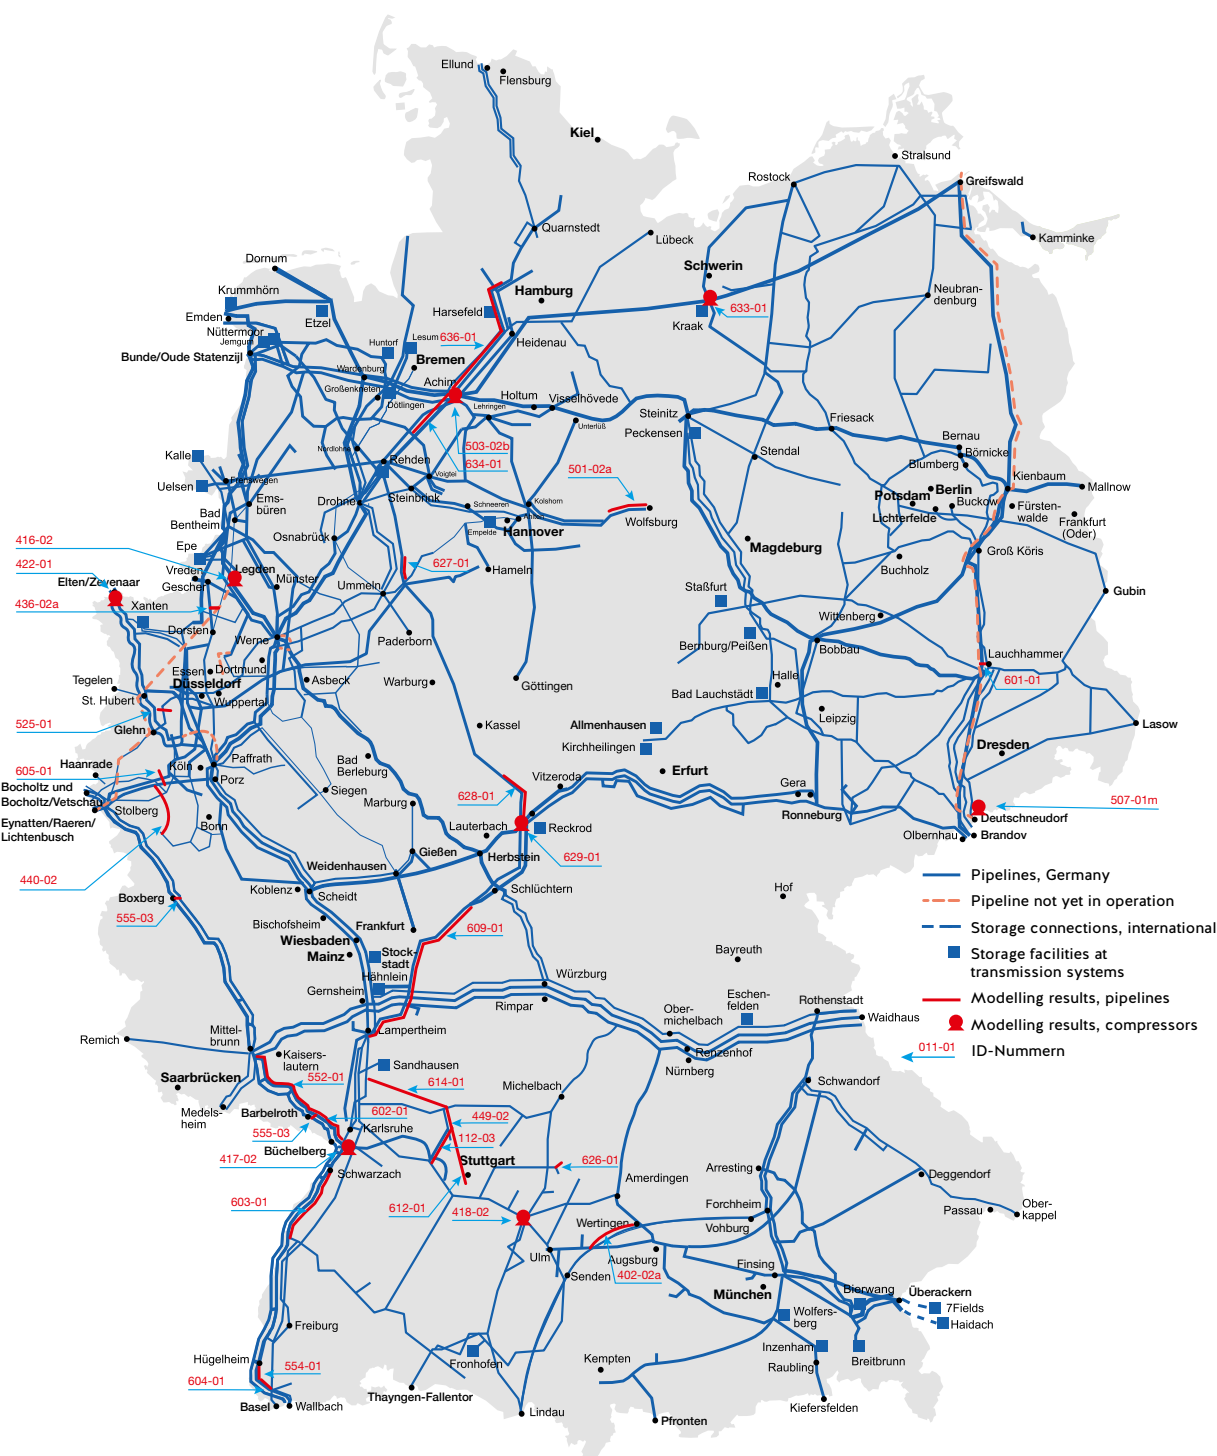 Ellund
Flensburg
Kiel
Stralsund
Rostock
Greifswald
Quarnstedt
Lübeck
Kamminke
Dornum
Schwerin
Krummhörn
Hamburg
Neubran-
denburg
Emden
Etzel
Harsefeld
633-01
Kraak
Nüttermoor
Jemgum
Huntorf
Lesum
636-01
Heidenau
Bunde/Oude Statenzijl
Bremen
Wardenburg
Achim
Großenkneten
Dötlingen
Lehringen
Holtum
Visselhövede
Unterlüß
Steinitz
Peckensen
Friesack
Bernau
Börnicke
Blumberg
Nordlohne
503-02b
634-01
501-02a
Stendal
Kalle
Rehden
Voigtei
Kienbaum
Mallnow
Uelsen
Frenswegen
Ems-
büren
Drohne
Steinbrink
Schneeren
Kolshorn
Ahlten
Wolfsburg
Berlin
Potsdam
Buckow
Lichterfelde
Fürsten-
walde
Frankfurt
(Oder)
Bad
Bentheim
Empelde
Hannover
Osnabrück
Magdeburg
416-02
Epe
Groß Köris
422-01
Legden
Vreden
627-01
Hameln
Buchholz
Elten/Zevenaar
Gescher
Münster
Ummeln
Staßfurt
Gubin
436-02a
Xanten
Wittenberg
Dorsten
Werne
Paderborn
Bernburg/Peißen
Bobbau
Lauchhammer
Essen
Dortmund
601-01
Tegelen
Düsseldorf
Asbeck
Warburg
Göttingen
Halle
Bad Lauchstädt
St. Hubert
Wuppertal
525-01
Glehn
Kassel
Allmenhausen
Leipzig
Lasow
Kirchheilingen
Dresden
Haanrade
Köln
Paffrath
Bad
Berleburg
605-01
Porz
Vitzeroda
Erfurt
Gera
Bocholtz und
Bocholtz/Vetschau
Stolberg
Siegen
Marburg
628-01
507-01m
Eynatten/Raeren/
Lichtenbusch
Bonn
Lauterbach
Reckrod
Ronneburg
Deutschneudorf
Olbernhau
Brandov
440-02
Weidenhausen
Gießen
Herbstein
629-01
Pipelines, Germany
Koblenz
Scheidt
Schlüchtern
Hof
Boxberg
Pipeline not yet in operation
555-03
Bischofsheim
Frankfurt
609-01
Storage connections, international
Wiesbaden
Mainz
Stock-
stadt
Bayreuth
Storage facilities at
transmission systems
Hähnlein
Würzburg
Gernsheim
Rimpar
Eschen-
felden
Rothenstadt
Modelling results, pipelines
Ober-
michelbach
Waidhaus
Modelling results, compressors
Remich
Mittel-
brunn
Lampertheim
011-01
ID-Nummern
Kaisers-
lautern
Renzenhof
Nürnberg
Sandhausen
Saarbrücken
552-01
614-01
Michelbach
Schwandorf
Medels-
heim
Barbelroth
602-01
449-02
555-03
Karlsruhe
112-03
Büchelberg
417-02
Stuttgart
626-01
Schwarzach
Amerdingen
Arresting
Deggendorf
603-01
612-01
418-02
Wertingen
Forchheim
Vohburg
Passau
Ober-
kappel
Ulm
Augsburg
Finsing
Senden
402-02a
München
Bierwang
Überackern
7Fields
Haidach
Freiburg
Wolfers-
berg
Hügelheim
Fronhofen
Kempten
Inzenham
Raubling
Breitbrunn
554-01
604-01
Basel
Wallbach
Thayngen-Fallentor
Lindau
Pfronten
Kiefersfelden